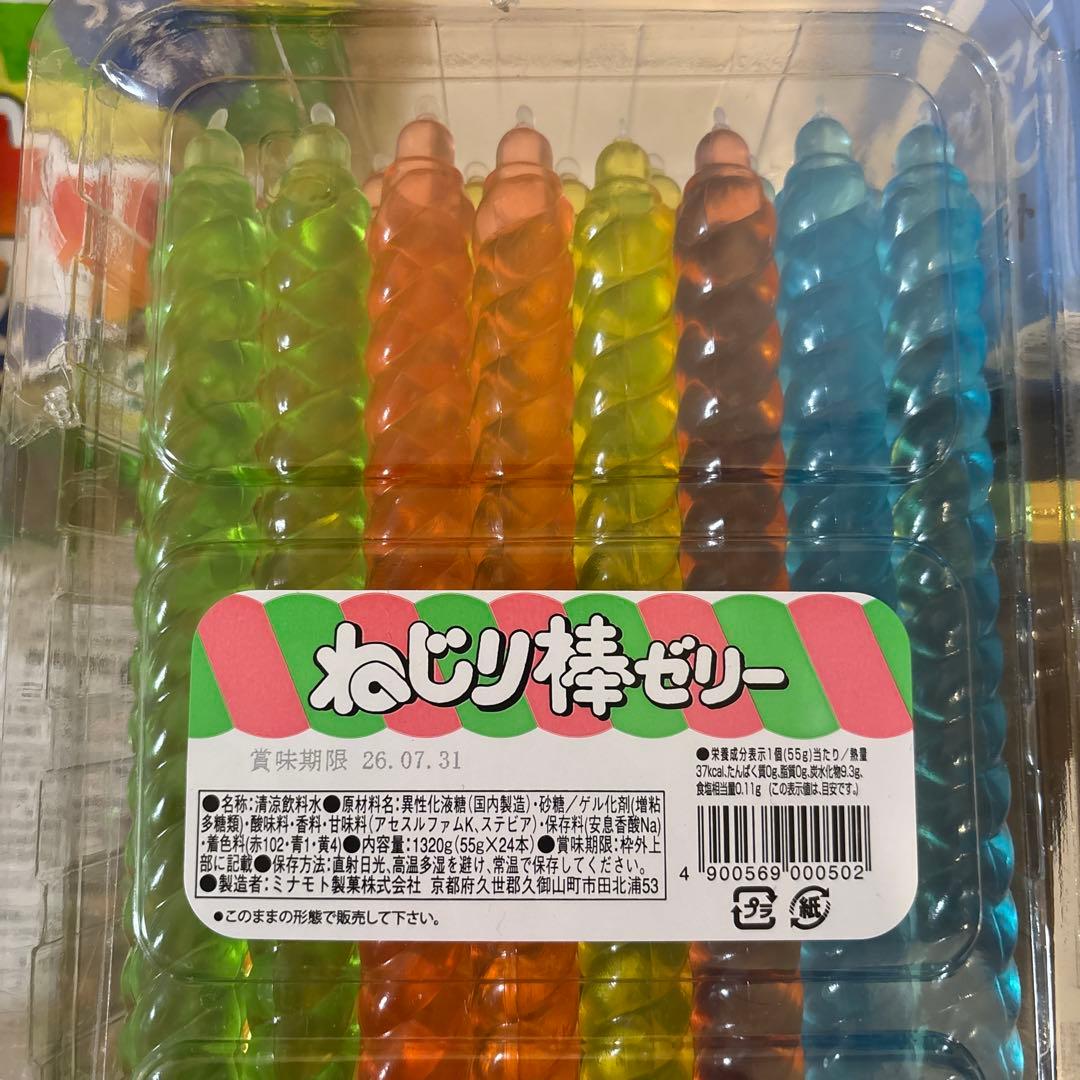 ねじり棒ゼリー
賞味期限 26.07.31
●栄養成分表示1個(55g)当たり/熱量
37kcal、たんぱく質0g、脂質0g、炭水化物9.3g、
食塩相当量0.11g (この表示値は、目安です。)
●名称:清涼飲料水●原材料名:異性化液糖(国内製造)・砂糖/ゲル化剤(増粘
多糖類)・酸味料・香料・甘味料(アセスルファムK、ステビア)・保存料(安息香酸Na)
・着色料(赤102・青1・黄4)●内容量:1320g(55g×24本)●賞味期限:枠外上
部に記載●保存方法:直射日光、高温多湿を避け、常温で保存してください。
●製造者:ミナモト製菓株式会社 京都府久世郡久御山町市田北浦53
●このままの形態で販売して下さい。
4 900569 000502
プラ
紙